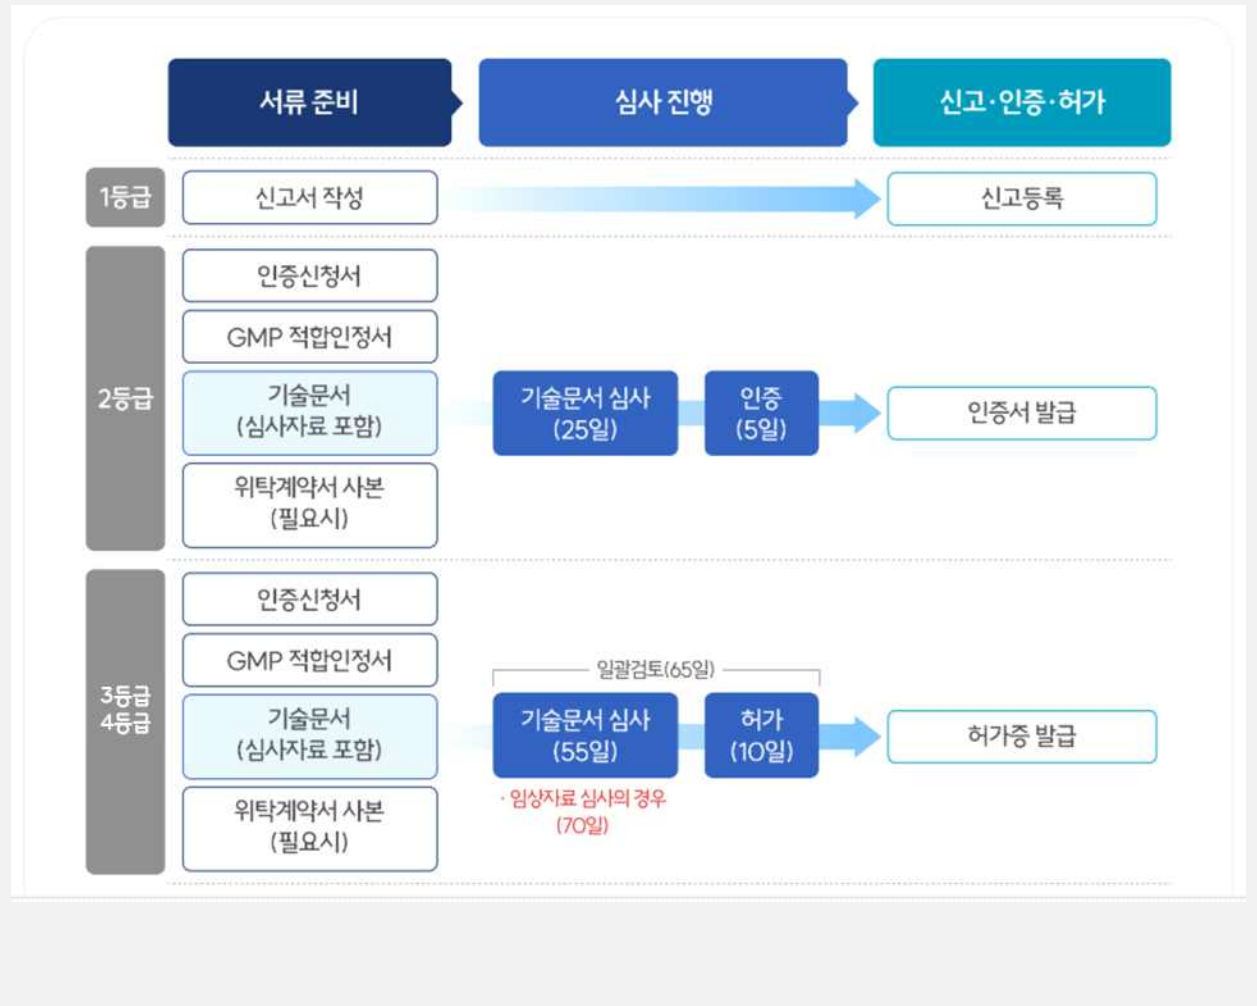 서류 준비
심사 진행
신고·인증·허가
1등급
신고서 작성
신고등록
2등급
인증신청서
GMP 적합인정서
기술문서
(심사자료 포함)
위탁계약서 사본
(필요시)
기술문서 심사
(25일)
인증
(5일)
인증서 발급
3등급
4등급
인증신청서
GMP 적합인정서
기술문서
(심사자료 포함)
위탁계약서 사본
(필요시)
일괄검토(65일)
기술문서 심사
(55일)
허가
(10일)
· 임상자료 심사의 경우
(70일)
허가증 발급